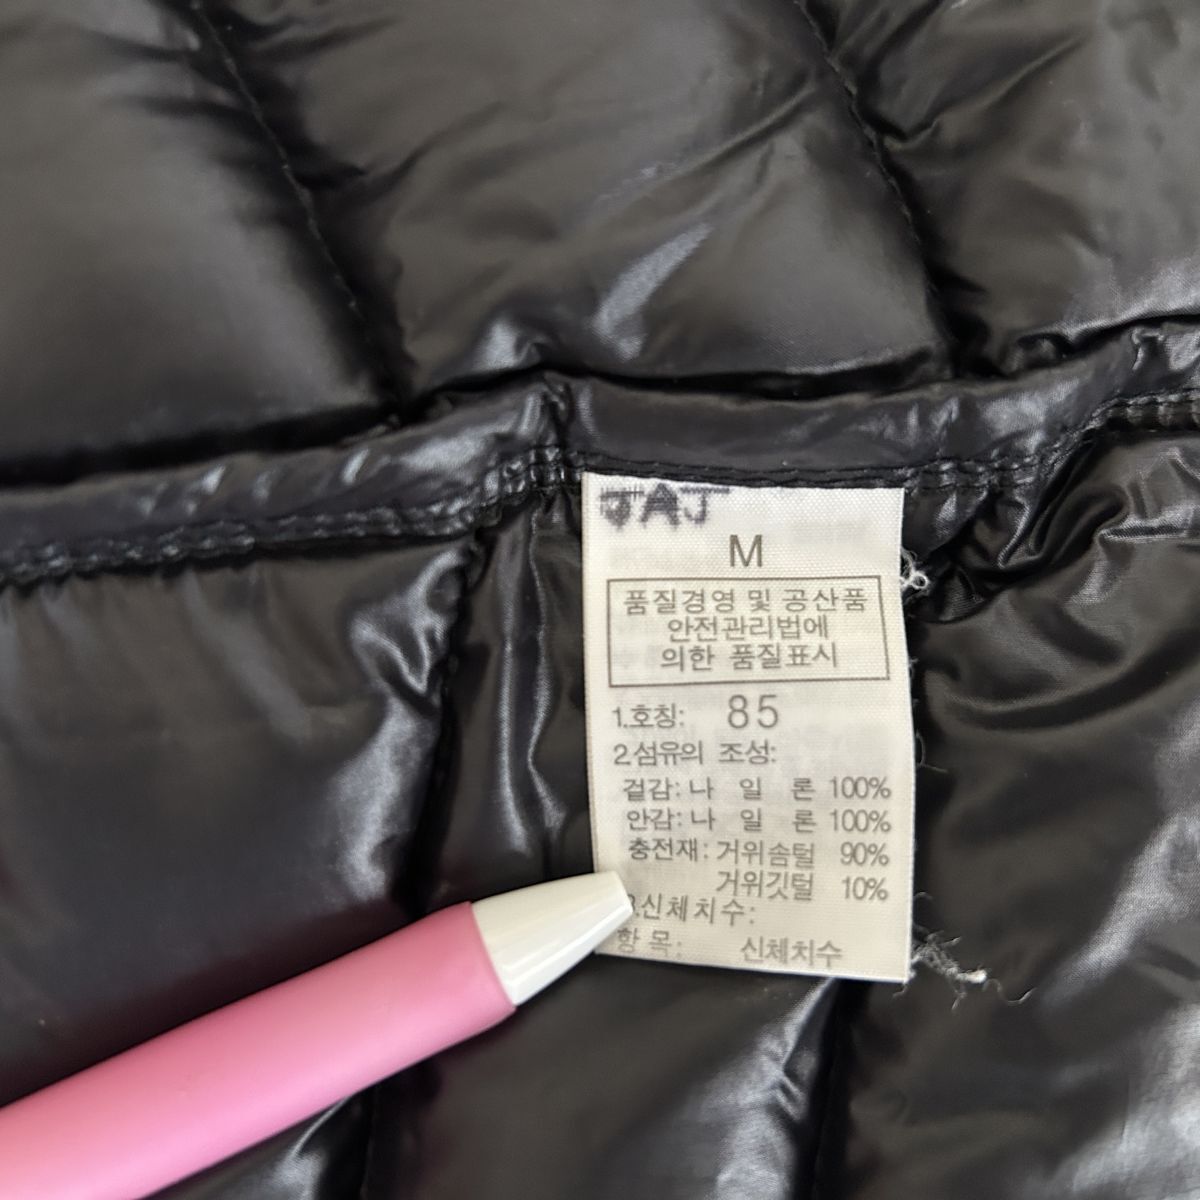 JAJ
M
품질경영 및 공산품
안전관리법에
의한 품질표시
1.호칭: 85
2.섬유의 조성:
겉감: 나 일 론 100%
안감: 나 일 론 100%
충전재: 거위솜털 90%
거위깃털 10%
3.신체치수:
항 목: 신체치수